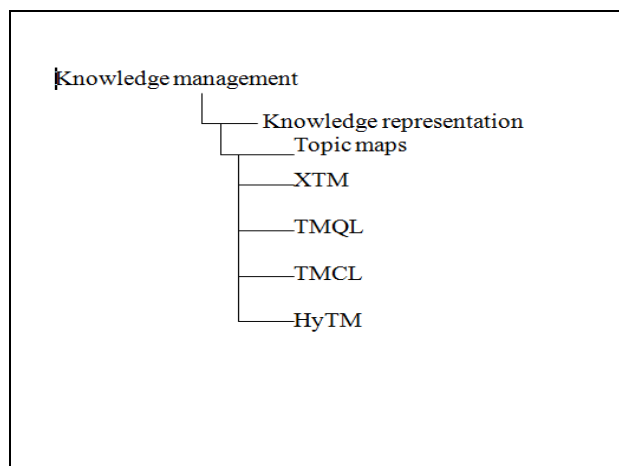 Knowledge management
Knowledge representation
Topic maps
XTM
TMQL
TMCL
HyTM